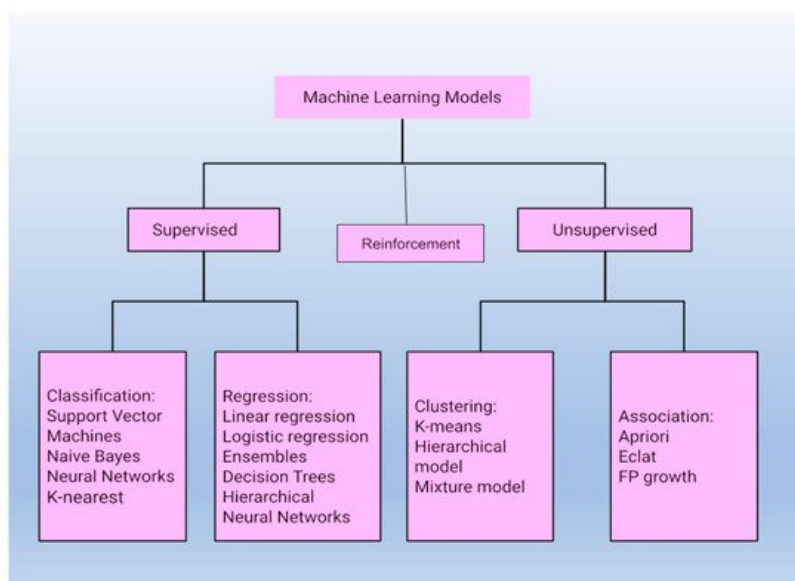 Machine Learning Models
Supervised
Reinforcement
Unsupervised
Classification:
Support Vector
Machines
Naive Bayes
Neural Networks
K-nearest
Regression:
Linear regression
Logistic regression
Ensembles
Decision Trees
Hierarchical
Neural Networks
Clustering:
K-means
Hierarchical
model
Mixture model
Association:
Apriori
Eclat
FP growth